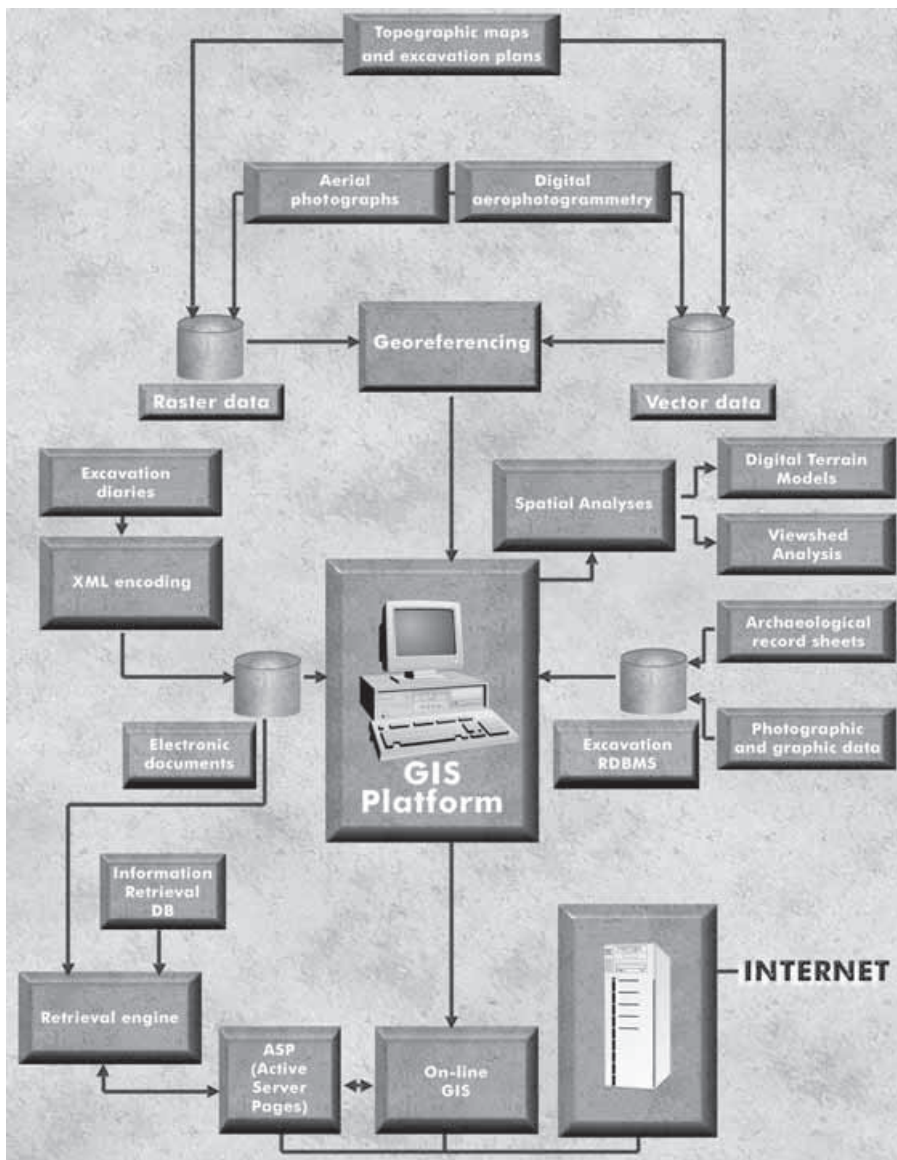 Topographic maps
and excavation plans
Aerial
photographs
Digital
aerophotogrammetry
Georeferencing
Raster data
Vector data
Excavation
diaries
Spatial Analyses
Digital Terrain
Models
Viewshed
Analysis
XML encoding
Archaeological
record sheets
Electronic
documents
Excavation
RDBMS
Photographic
and graphic data
GIS
Platform
Information
Retrieval
DB
INTERNET
Retrieval engine
ASP
(Active
Server
Pages)
On-line
GIS